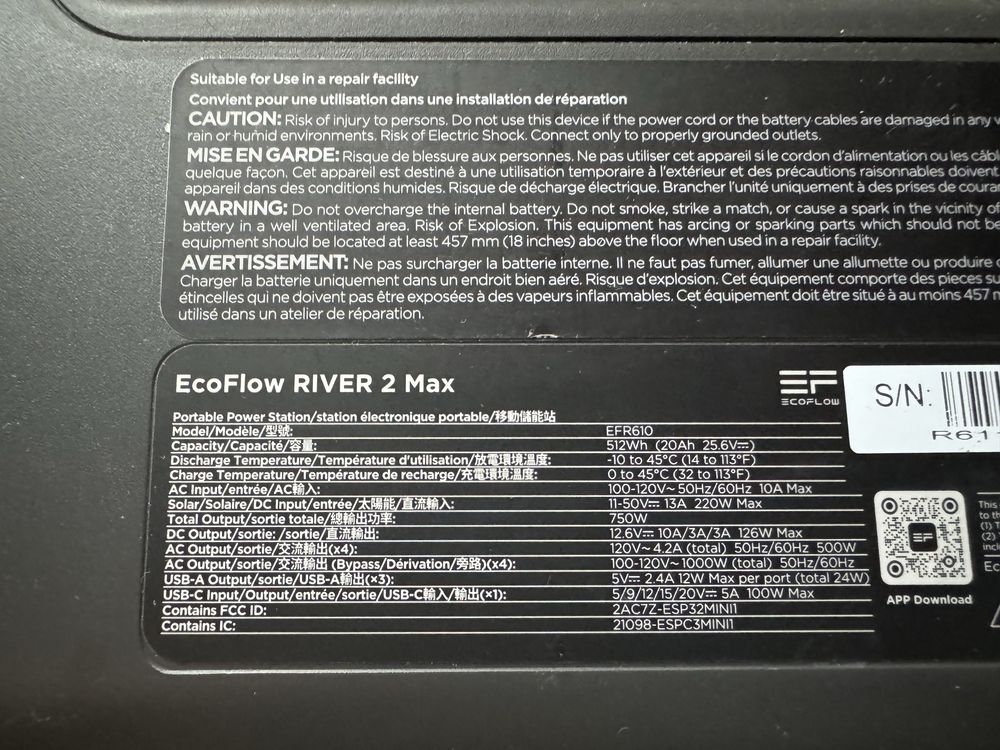 Suitable for Use in a repair facility
Convient pour une utilisation dans une installation de réparation
CAUTION: Risk of injury to persons. Do not use this device if the power cord or the battery cables are damaged in any
rain or humid environments. Risk of Electric Shock. Connect only to properly grounded outlets.
MISE EN GARDE: Risque de blessure aux personnes. Ne pas utiliser cet appareil si le cordon d'alimentation ou les
quelque façon. Cet appareil est destiné à une utilisation temporaire à l'extérieur et des précautions raisonnables doivent
appareil dans des conditions humides. Risque de décharge électrique. Brancher l'unité uniquement à des prises de
WARNING: Do not overcharge the internal battery. Do not smoke, strike a match, or cause a spark in the vicinity of
battery in a well ventilated area. Risk of Explosion. This equipment has arcing or sparking parts which should not be
equipment should be located at least 457 mm (18 inches) above the floor when used in a repair facility.
AVERTISSEMENT: Ne pas surcharger la batterie interne. Il ne faut pas fumer, allumer une allumette ou produire
Charger la batterie uniquement dans un endroit bien aéré. Risque d'explosion. Cet équipement comporte des pieces
étincelles qui ne doivent pas être exposées à des vapeurs inflammables. Cet équipement doit être situé à au moins 457
utilisé dans un atelier de réparation.
EcoFlow RIVER 2 Max
EF
ECOFLOW
S/N:
R611
Portable Power Station/station électronique portable/移動儲能站
Model/Modèle/型號: EFR610
Capacity/Capacité/容量: 512Wh (20Ah 25.6V⎓)
Discharge Temperature/Température d'utilisation/放電環境溫度: -10 to 45°C (14 to 113°F)
Charge Temperature/Température de recharge/充電環境溫度: 0 to 45°C (32 to 113°F)
AC Input/entrée/AC輸入: 100-120V~ 50Hz/60Hz 10A Max
Solar/Solaire/DC Input/entrée/太陽能/直流輸入: 11-50V⎓ 13A 220W Max
Total Output/sortie totale/總輸出功率: 750W
DC Output/sortie: /sortie/直流輸出: 12.6V⎓ 10A/3A/3A 126W Max
AC Output/sortie/交流輸出(x4): 120V~ 4.2A (total) 50Hz/60Hz 500W
AC Output/sortie/交流輸出 (Bypass/Dérivation/旁路)(x4): 100-120V~ 1000W (total) 50Hz/60Hz
USB-A Output/sortie/USB-A輸出(×3): 5V⎓ 2.4A 12W Max per port (total 24W)
USB-C Input/Output/entrée/sortie/USB-C輸入/輸出(×1): 5/9/12/15/20V⎓ 5A 100W Max
Contains FCC ID: 2AC7Z-ESP32MINI1
Contains IC: 21098-ESPC3MINI1
EF
APP Download
This
to th
(1) T
(2)
incl
Ec